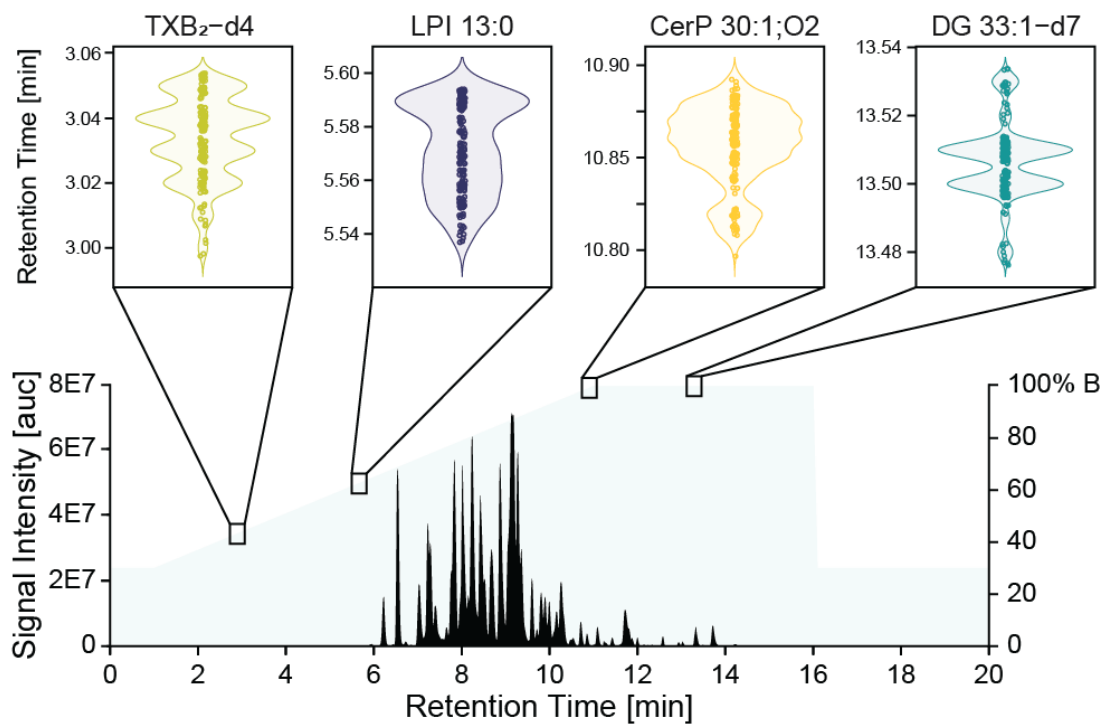 TXB₂−d4 LPI 13:0 CerP 30:1;O2 DG 33:1−d7
Retention Time [min]
3.06
3.04
3.02
3.00
5.60
5.58
5.56
5.54
10.90
10.85
10.80
13.54
13.52
13.50
13.48
Signal Intensity [auc]
8E7
6E7
4E7
2E7
0
100% B
80
60
40
20
0
0 2 4 6 8 10 12 14 16 18 20
Retention Time [min]